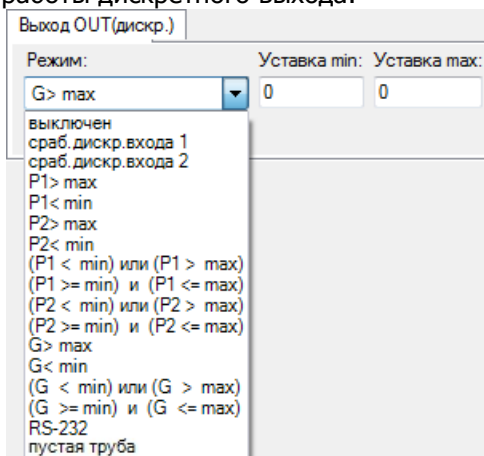 работы дискретного выхода.
Выход OUT(дискр.)
Режим: Уставка min: Уставка max:
G> max 0 0
выключен
сраб.дискр.входа 1
сраб.дискр.входа 2
P1> max
P1< min
P2> max
P2< min
(P1 < min) или (P1 > max)
(P1 >= min) и (P1 <= max)
(P2 < min) или (P2 > max)
(P2 >= min) и (P2 <= max)
G> max
G< min
(G < min) или (G > max)
(G >= min) и (G <= max)
RS-232
пустая труба